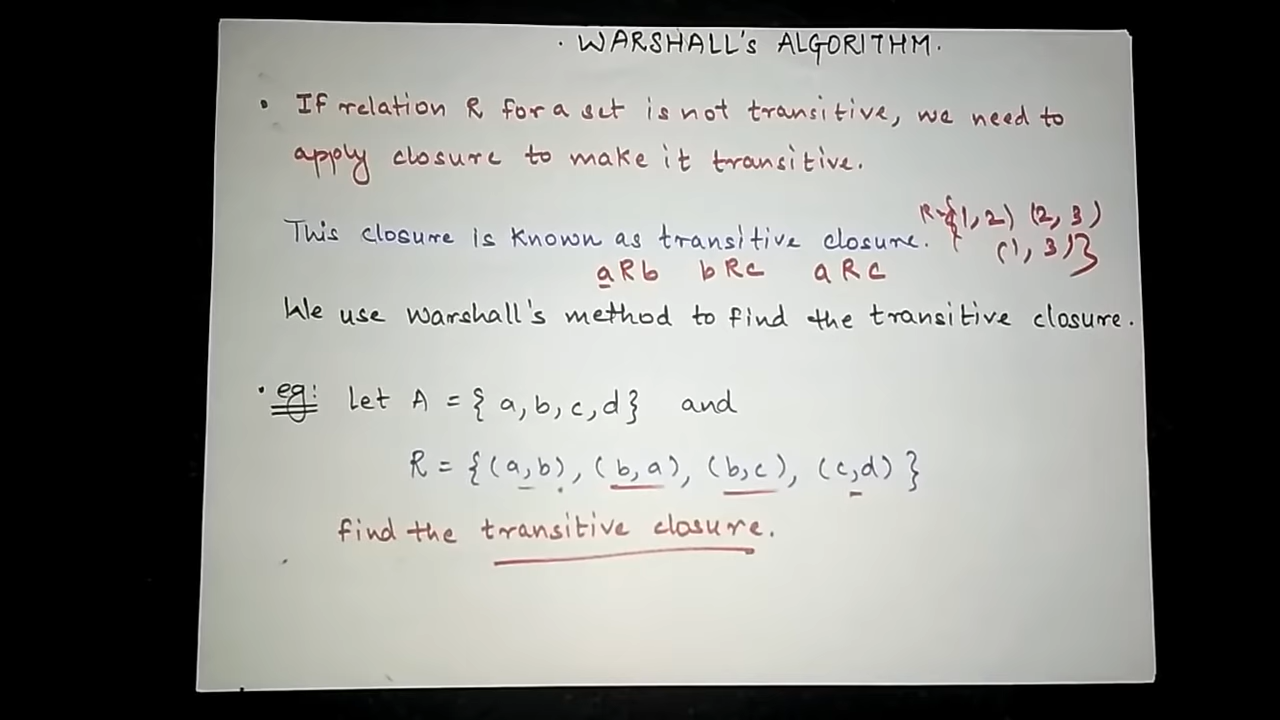 . WARSHALL'S ALGORITHM.
• If relation R for a set is not transitive, we need to
apply closure to make it transitive.
R={(1,2) (2,3)
This closure is known as transitive closure.
(1,3)}
aRb bRc aRc
We use Warshall's method to find the transitive closure.
• eg: Let A = { a, b, c, d } and
R = {(a,b), (b,a), (b,c), (c,d)}
find the transitive closure.